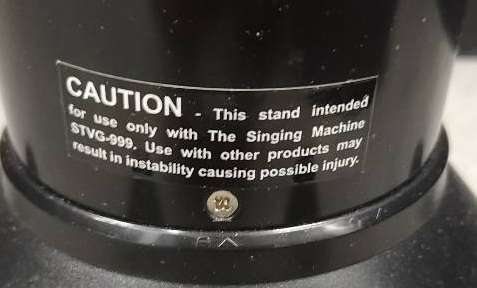 CAUTION - This stand intended
for use only with The Singing Machine
STVG-999. Use with other products may
result in instability causing possible injury.